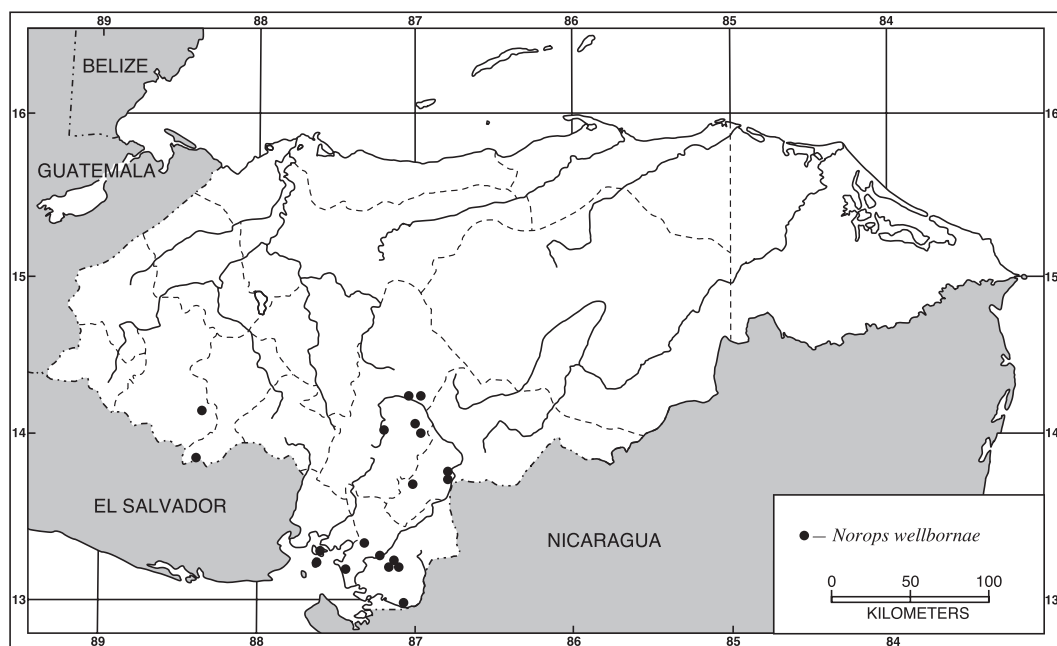 89 88 87 86 85 84
BELIZE
16 16
GUATEMALA
15 15
14 14
EL SALVADOR
NICARAGUA
● – Norops wellbornae
0 50 100
KILOMETERS
13 13
89 88 87 86 85 84